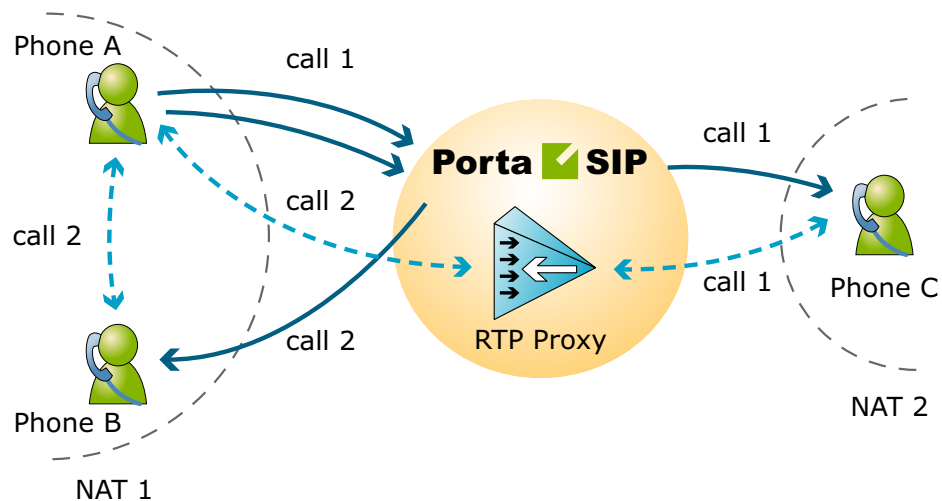 Phone A
call 1
call 1
Porta SIP
call 2
call 2
call 1
Phone C
RTP Proxy
call 2
Phone B
NAT 2
NAT 1